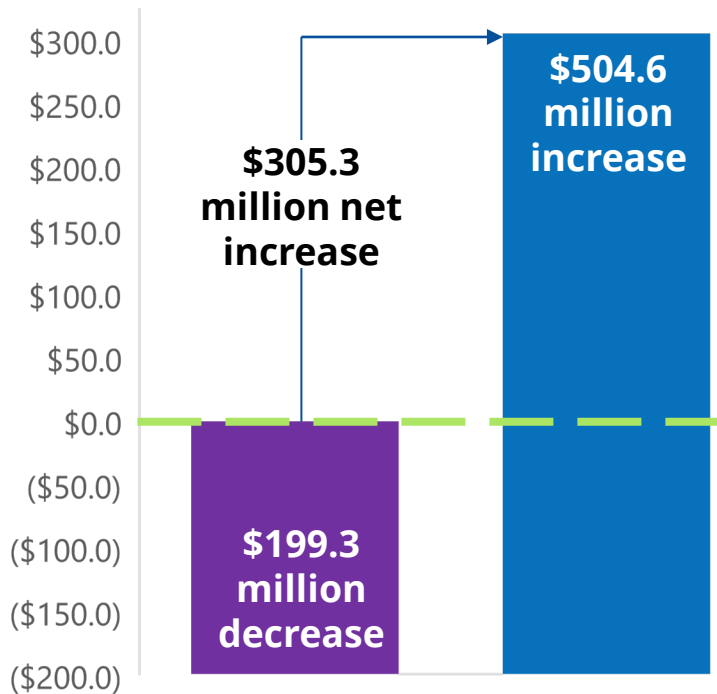 $300.0
$250.0
$200.0
$150.0
$100.0
$50.0
$0.0
($50.0)
($100.0)
($150.0)
($200.0)
$305.3
million net
increase
$199.3
million
decrease
$504.6
million
increase